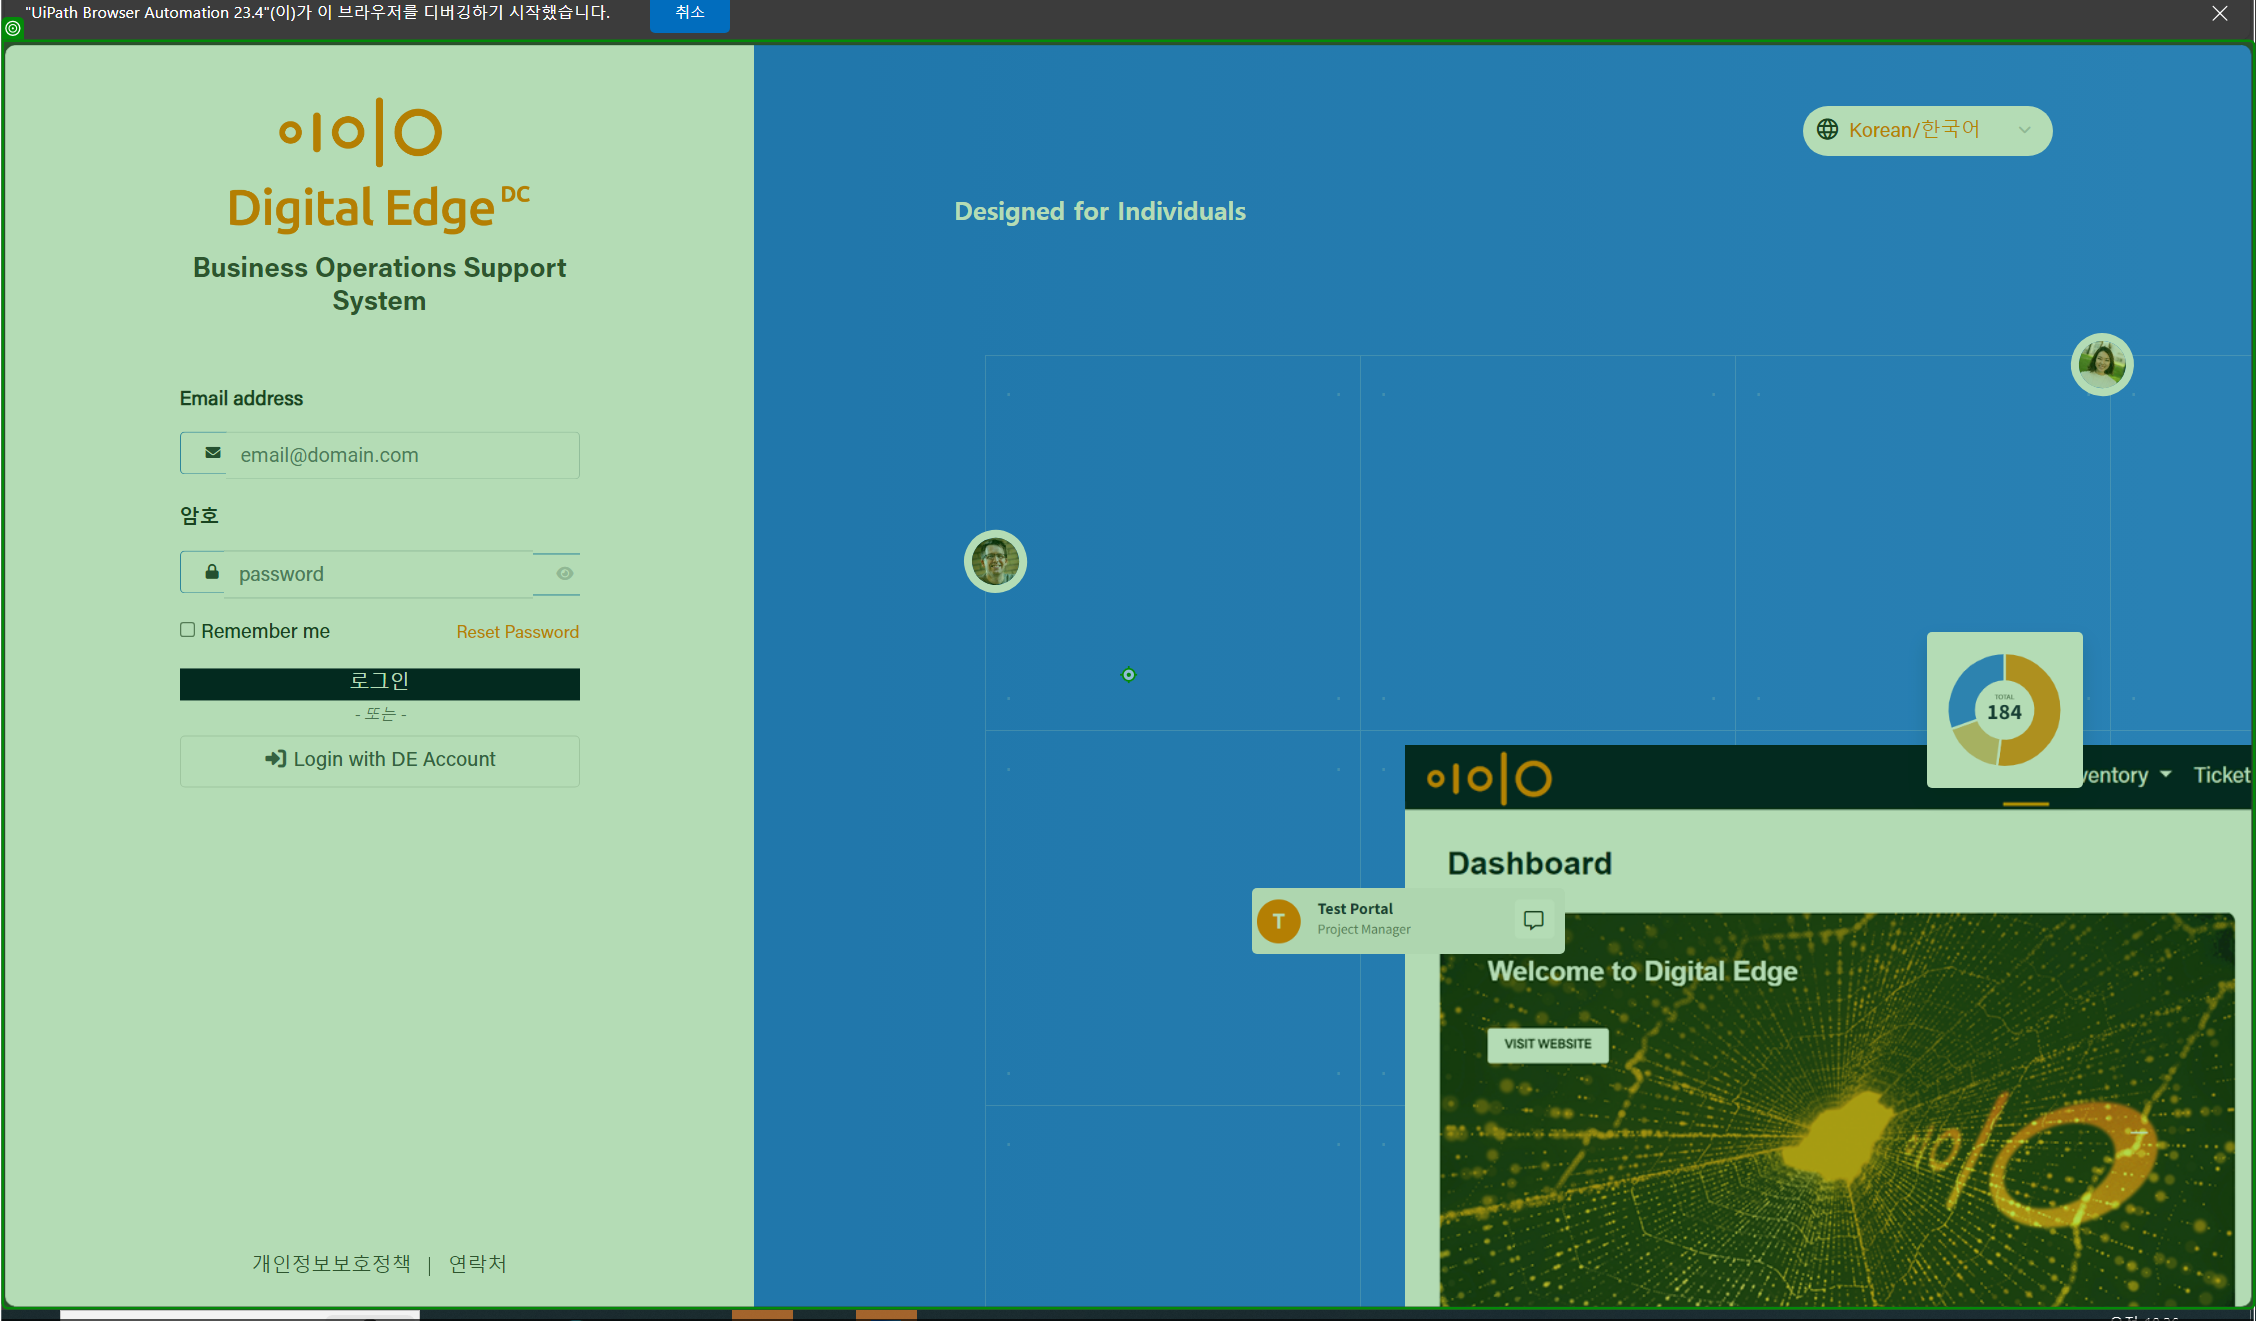 "UiPath Browser Automation 23.4"(이)가 이 브라우저를 디버깅하기 시작했습니다.
취소
Digital Edge DC
Business Operations Support
System
Email address
email@domain.com
암호
password
Remember me
Reset Password
로그인
- 또는 -
Login with DE Account
개인정보보호정책 | 연락처
Korean/한국어
Designed for Individuals
TOTAL
184
ventory
Ticket
Dashboard
T
Test Portal
Project Manager
Welcome to Digital Edge
VISIT WEBSITE